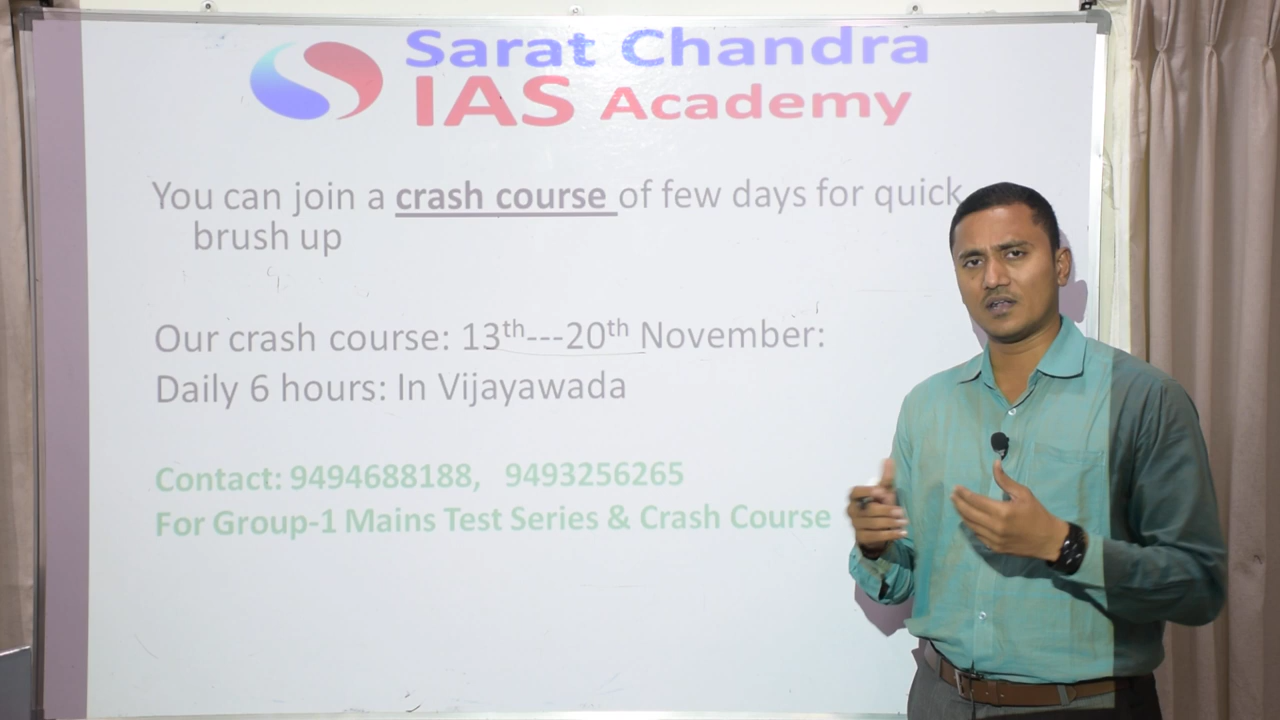 Sarat Chandra
IAS Academy
You can join a crash course of few days for quick
brush up
Our crash course: 13th---20th November:
Daily 6 hours: In Vijayawada
Contact: 9494688188, 9493256265
For Group-1 Mains Test Series & Crash Course